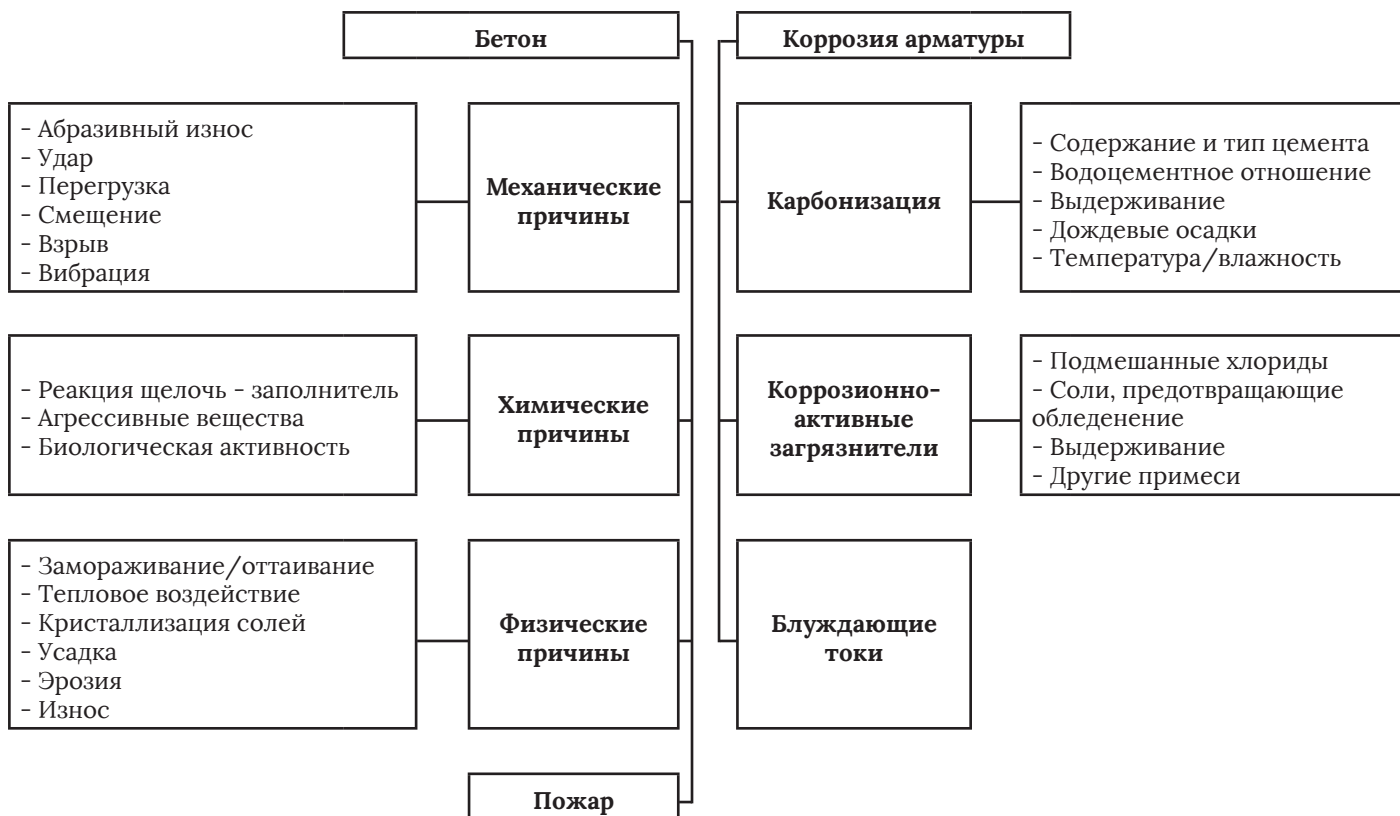 Бетон
Коррозия арматуры
- Абразивный износ
- Удар
- Перегрузка
- Смещение
- Взрыв
- Вибрация
Механические
причины
Карбонизация
- Содержание и тип цемента
- Водоцементное отношение
- Выдерживание
- Дождевые осадки
- Температура/влажность
- Реакция щелочь - заполнитель
- Агрессивные вещества
- Биологическая активность
Химические
причины
Коррозионно-
активные
загрязнители
- Подмешанные хлориды
- Соли, предотвращающие
обледенение
- Выдерживание
- Другие примеси
- Замораживание/оттаивание
- Тепловое воздействие
- Кристаллизация солей
- Усадка
- Эрозия
- Износ
Физические
причины
Блуждающие
токи
Пожар